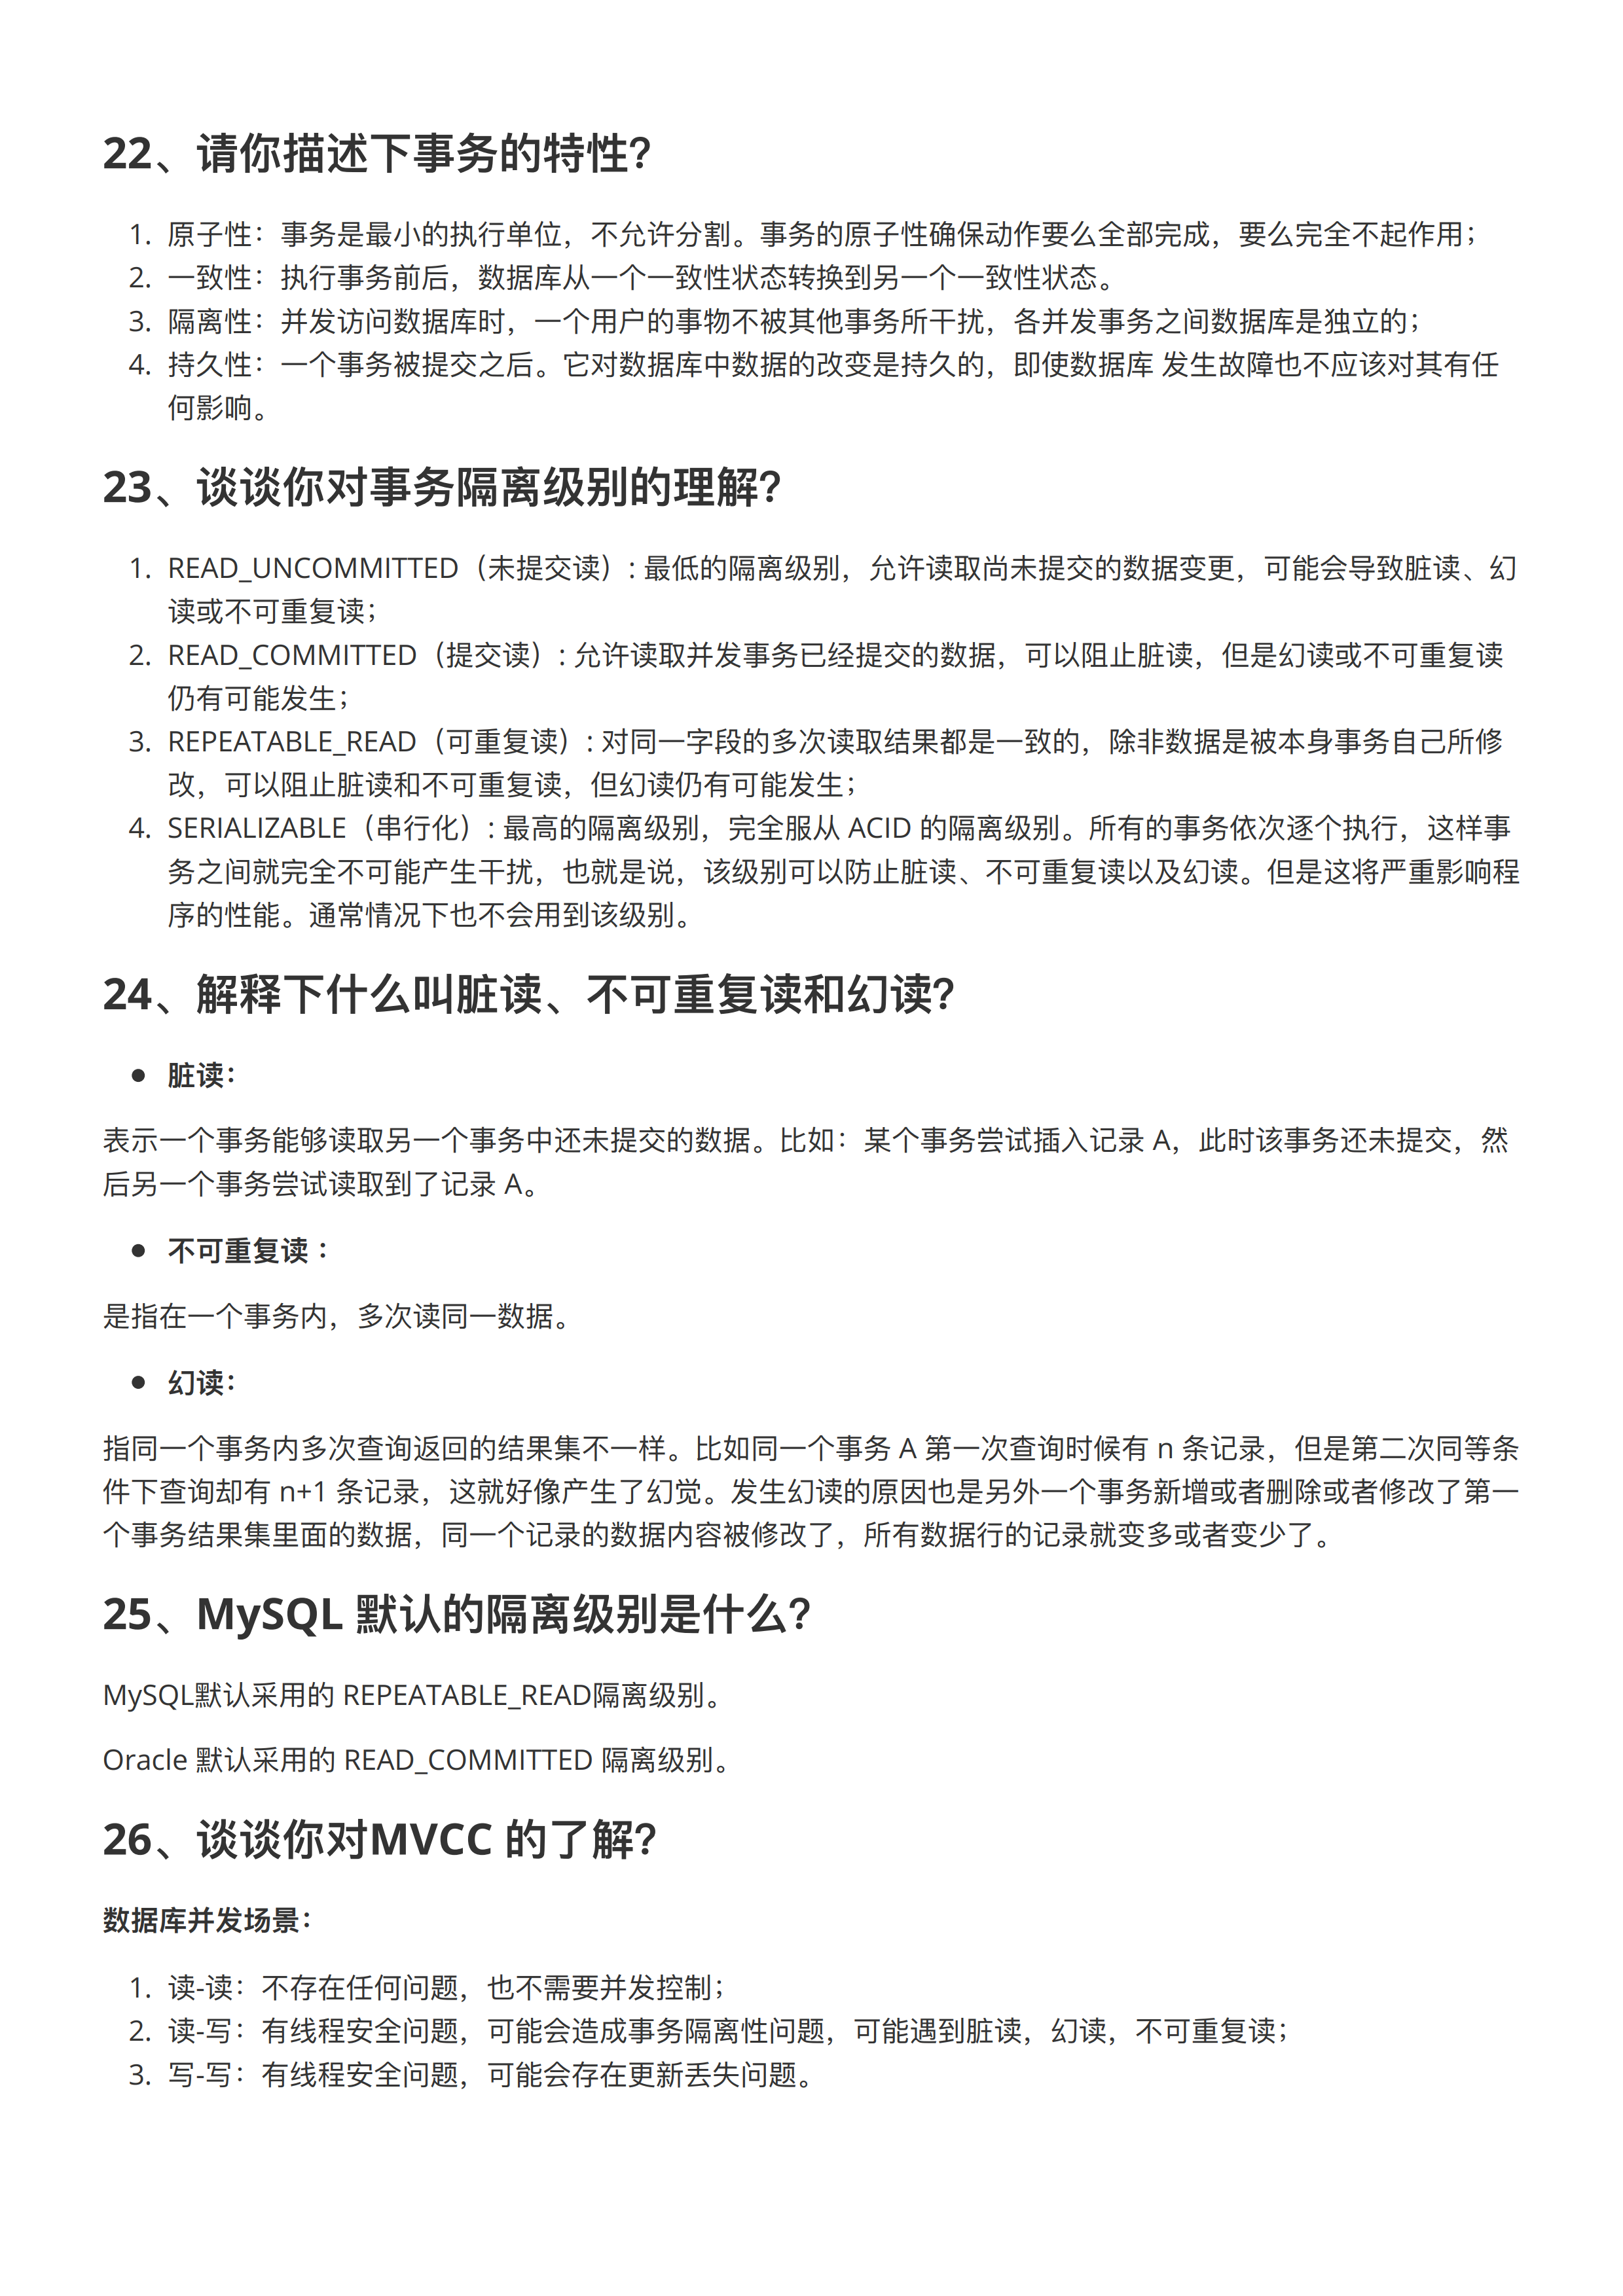 22、请你描述下事务的特性?
1. 原子性：事务是最小的执行单位，不允许分割。事务的原子性确保动作要么全部完成，要么完全不起作用；
2. 一致性：执行事务前后，数据库从一个一致性状态转换到另一个一致性状态。
3. 隔离性：并发访问数据库时，一个用户的事物不被其他事务所干扰，各并发事务之间数据库是独立的；
4. 持久性：一个事务被提交之后。它对数据库中数据的改变是持久的，即使数据库 发生故障也不应该对其有任
何影响。
23、谈谈你对事务隔离级别的理解?
1. READ_UNCOMMITTED（未提交读）: 最低的隔离级别，允许读取尚未提交的数据变更，可能会导致脏读、幻
读或不可重复读；
2. READ_COMMITTED（提交读）: 允许读取并发事务已经提交的数据，可以阻止脏读，但是幻读或不可重复读
仍有可能发生；
3. REPEATABLE_READ（可重复读）: 对同一字段的多次读取结果都是一致的，除非数据是被本身事务自己所修
改，可以阻止脏读和不可重复读，但幻读仍有可能发生；
4. SERIALIZABLE（串行化）: 最高的隔离级别，完全服从 ACID 的隔离级别。所有的事务依次逐个执行，这样事
务之间就完全不可能产生干扰，也就是说，该级别可以防止脏读、不可重复读以及幻读。但是这将严重影响程
序的性能。通常情况下也不会用到该级别。
24、解释下什么叫脏读、不可重复读和幻读?
● 脏读：
表示一个事务能够读取另一个事务中还未提交的数据。比如：某个事务尝试插入记录 A，此时该事务还未提交，然
后另一个事务尝试读取到了记录 A。
● 不可重复读 ：
是指在一个事务内，多次读同一数据。
● 幻读：
指同一个事务内多次查询返回的结果集不一样。比如同一个事务 A 第一次查询时候有 n 条记录，但是第二次同等条
件下查询却有 n+1 条记录，这就好像产生了幻觉。发生幻读的原因也是另外一个事务新增或者删除或者修改了第一
个事务结果集里面的数据，同一个记录的数据内容被修改了，所有数据行的记录就变多或者变少了。
25、MySQL 默认的隔离级别是什么?
MySQL默认采用的 REPEATABLE_READ隔离级别。
Oracle 默认采用的 READ_COMMITTED 隔离级别。
26、谈谈你对MVCC 的了解?
数据库并发场景：
1. 读-读：不存在任何问题，也不需要并发控制；
2. 读-写：有线程安全问题，可能会造成事务隔离性问题，可能遇到脏读，幻读，不可重复读；
3. 写-写：有线程安全问题，可能会存在更新丢失问题。